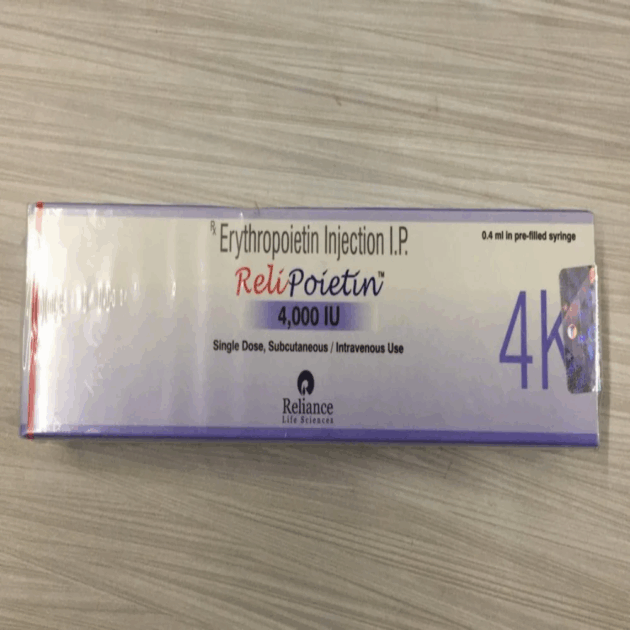 Rx Erythropoietin Injection I.P.
0.4 ml in pre-filled syringe
ReliPoietin™
4,000 IU
4K
Single Dose, Subcutaneous / Intravenous Use
Reliance
Life Sciences